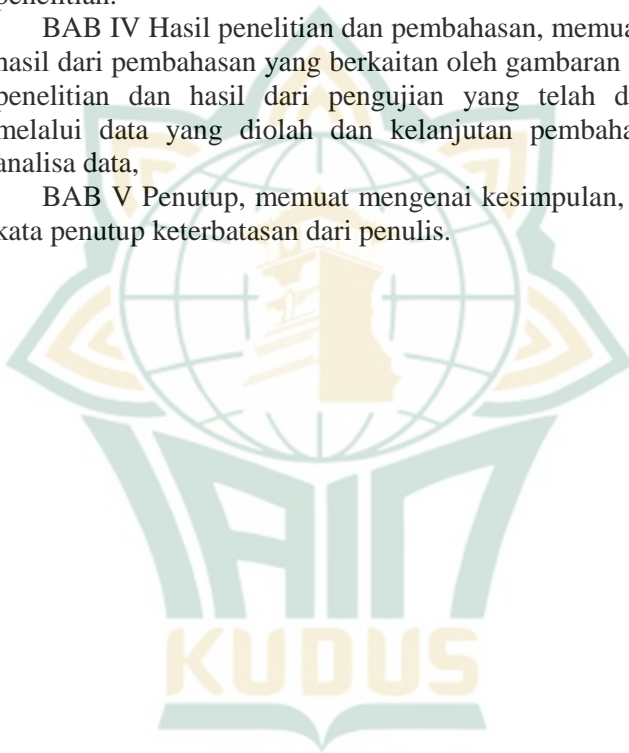 penelitian.
BAB IV Hasil penelitian dan pembahasan, memua
hasil dari pembahasan yang berkaitan oleh gambaran
penelitian dan hasil dari pengujian yang telah d
melalui data yang diolah dan kelanjutan pembaha
analisa data,
BAB V Penutup, memuat mengenai kesimpulan,
kata penutup keterbatasan dari penulis.
IAIN
KUDUS